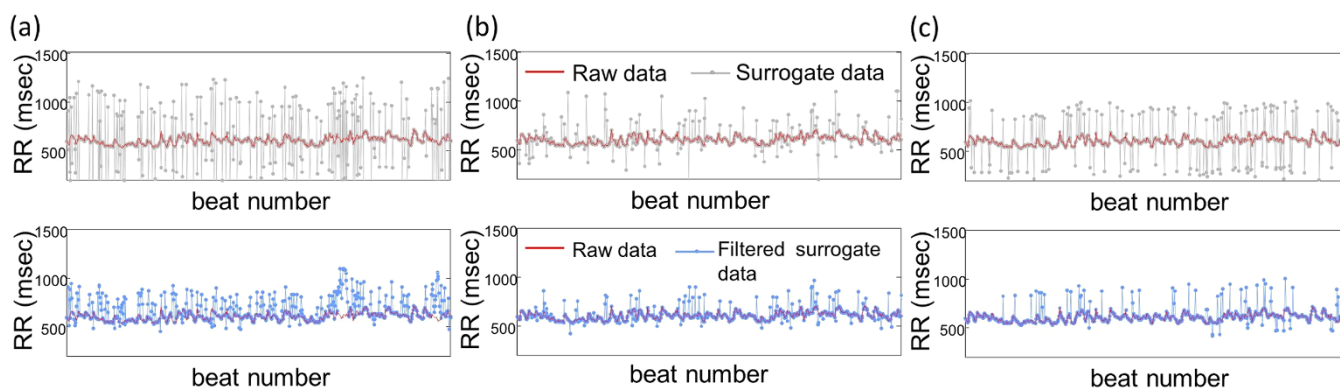 (a)
(b)
(c)
1500
1000
500
RR (msec)
beat number
1500
1000
500
RR (msec)
Raw data
Surrogate data
beat number
1500
1000
500
RR (msec)
beat number
1500
1000
500
RR (msec)
beat number
1500
1000
500
RR (msec)
Raw data
Filtered surrogate
data
beat number
1500
1000
500
RR (msec)
beat number